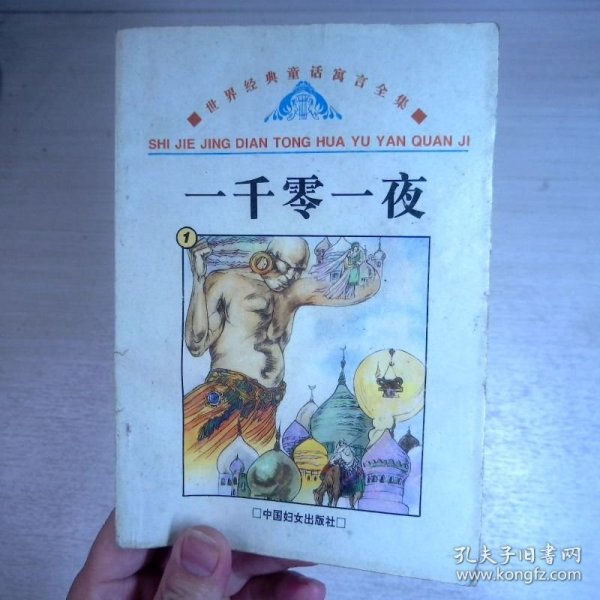 世界经典童话寓言全集
SHI JIE JING DIAN TONG HUA YU YAN QUAN JI
一千零一夜
1
□中国妇女出版社□
孔夫子旧书网
www.kongfz.com